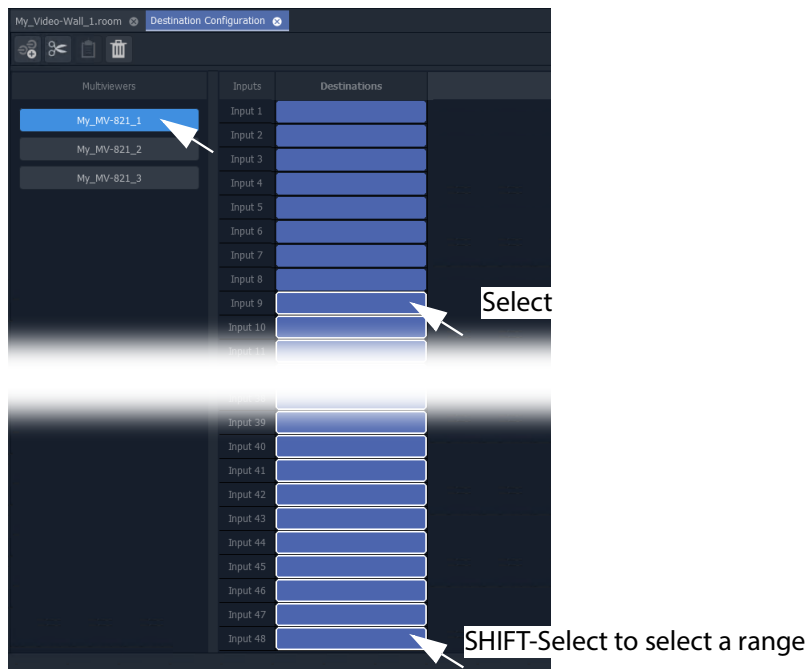 My_Video-Wall_1.room Destination Configuration
Multiviewers Inputs Destinations
My_MV-821_1
My_MV-821_2
My_MV-821_3
Input 1
Input 2
Input 3
Input 4
Input 5
Input 6
Input 7
Input 8
Input 9
Select
Input 10
Input 11
Input 39
Input 40
Input 41
Input 42
Input 43
Input 44
Input 45
Input 46
Input 47
Input 48
SHIFT-Select to select a range